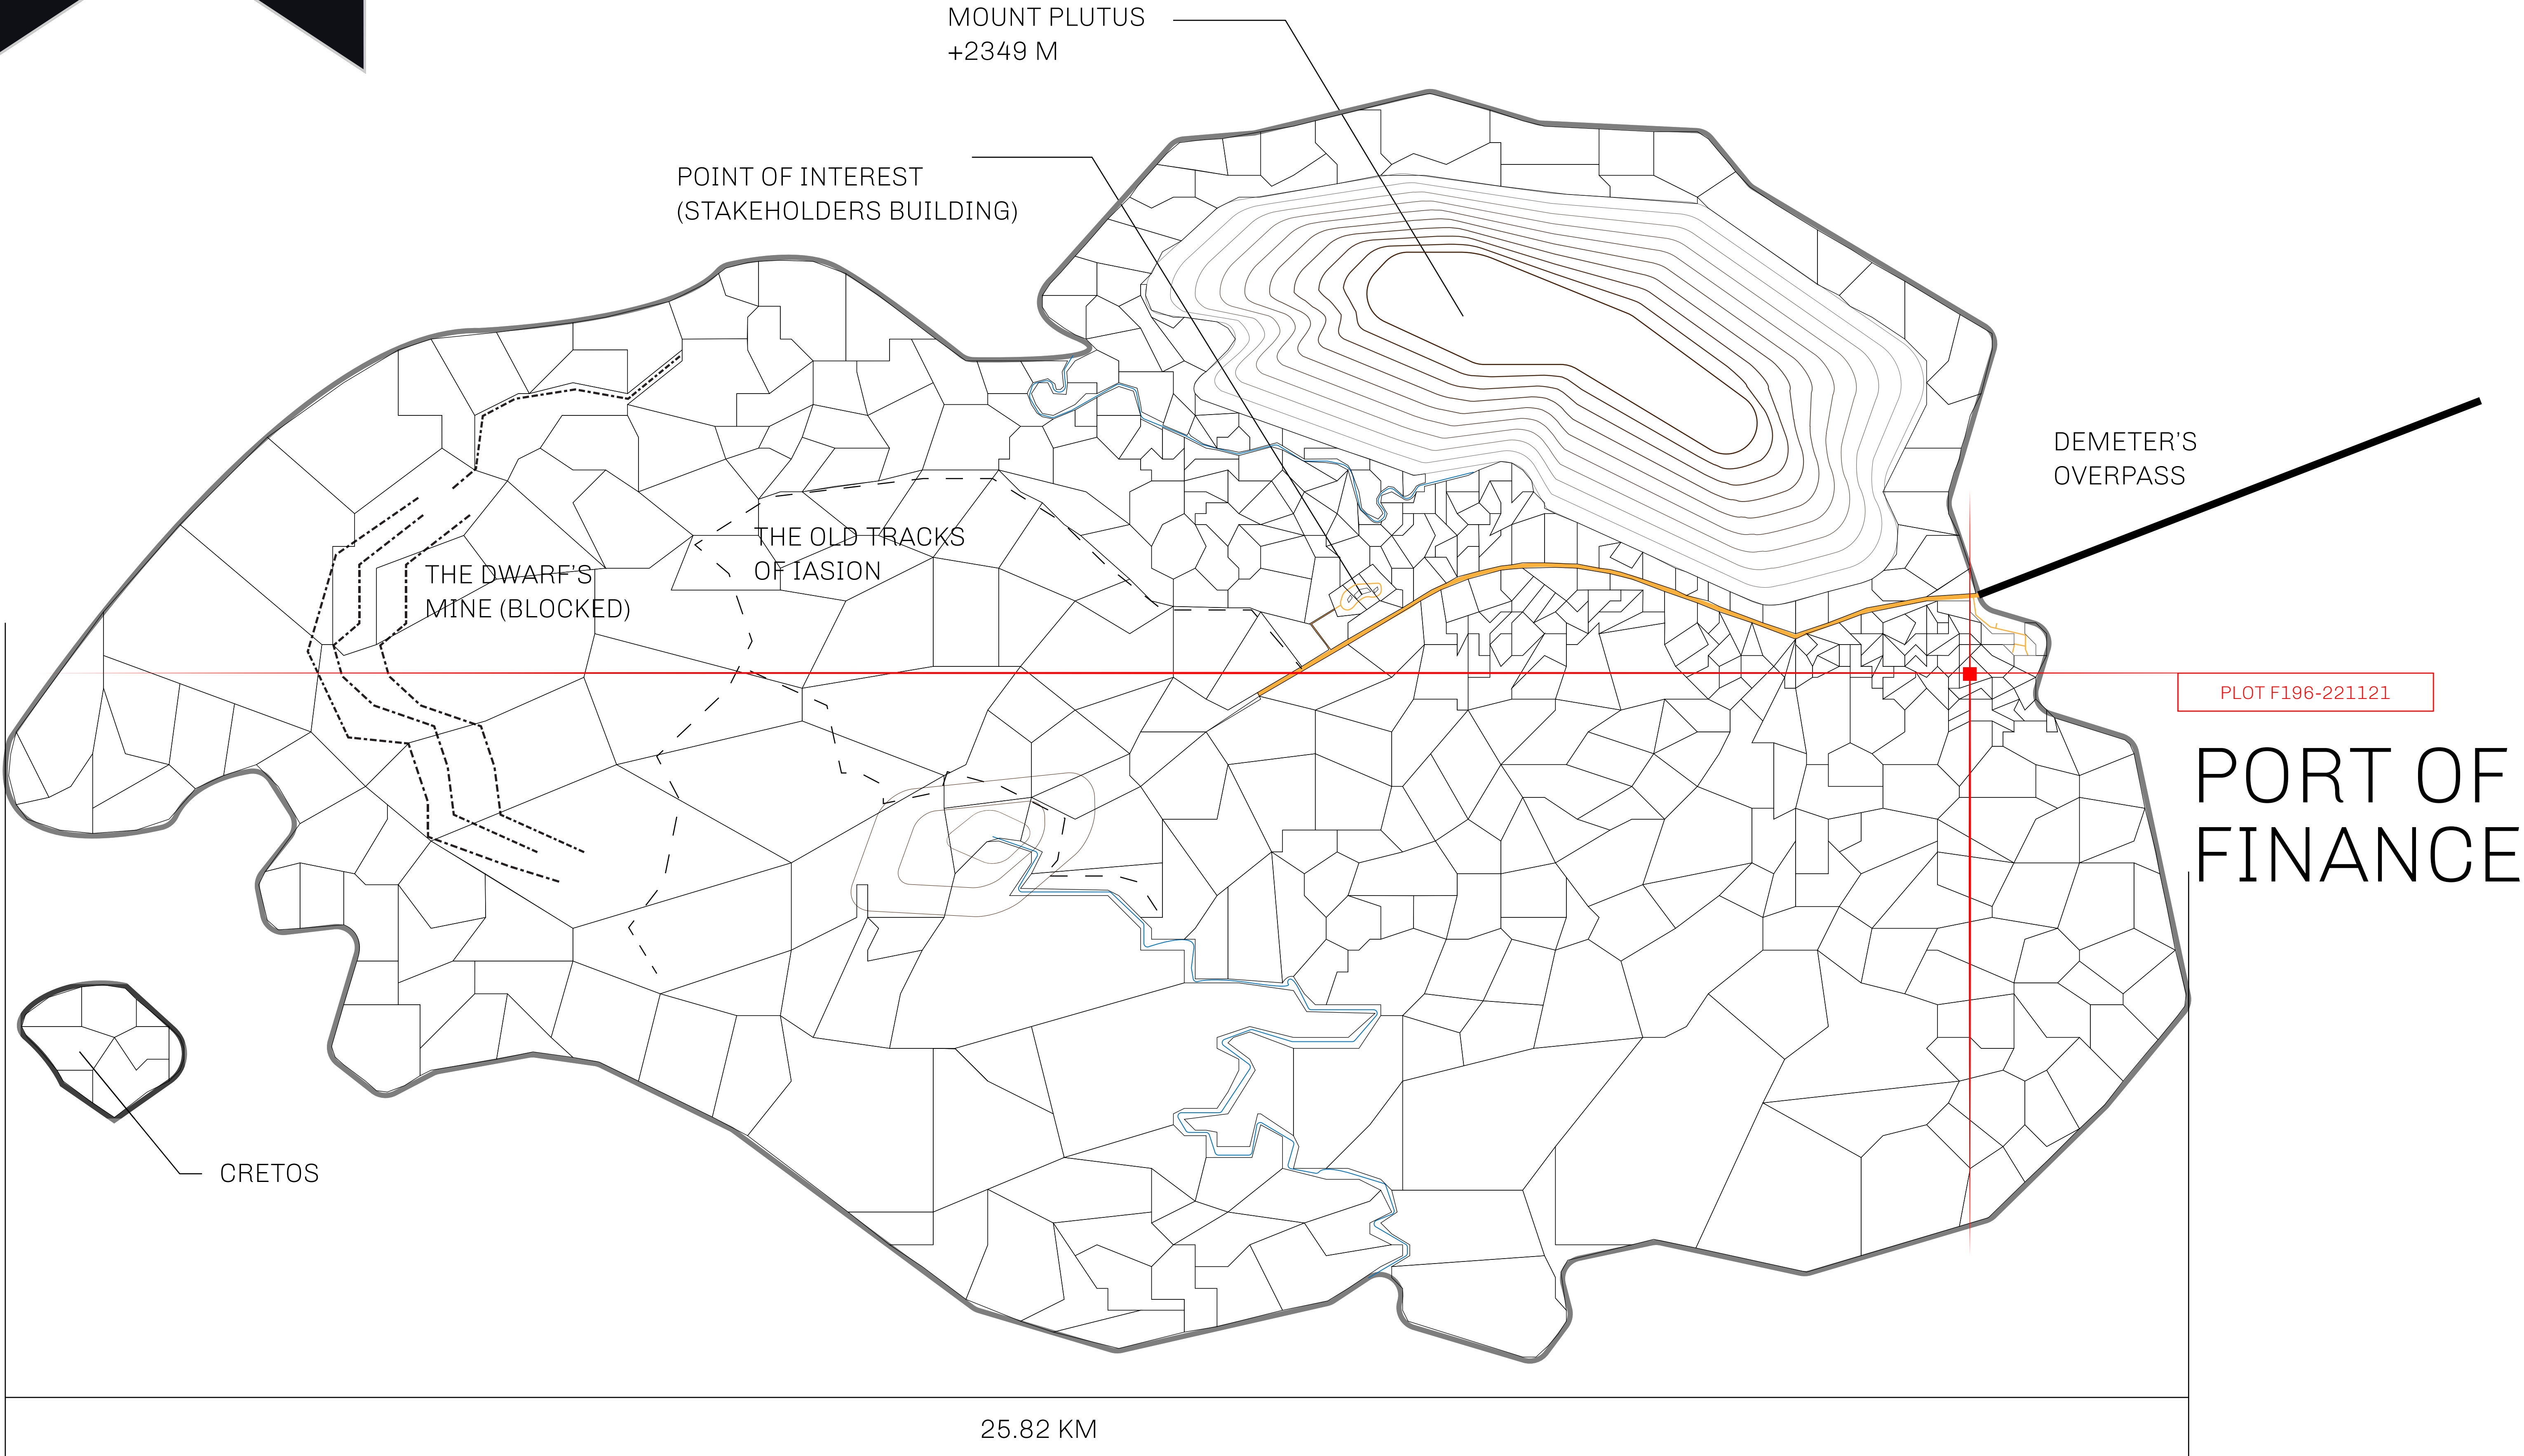 MOUNT PLUTUS
+2349 M
POINT OF INTEREST
(STAKEHOLDERS BUILDING)
DEMETER'S
OVERPASS
THE OLD TRACKS
OF IASION
THE DWARF'S
MINE (BLOCKED)
PLOT F196-221121
PORT OF
FINANCE
CRETOS
25.82 KM